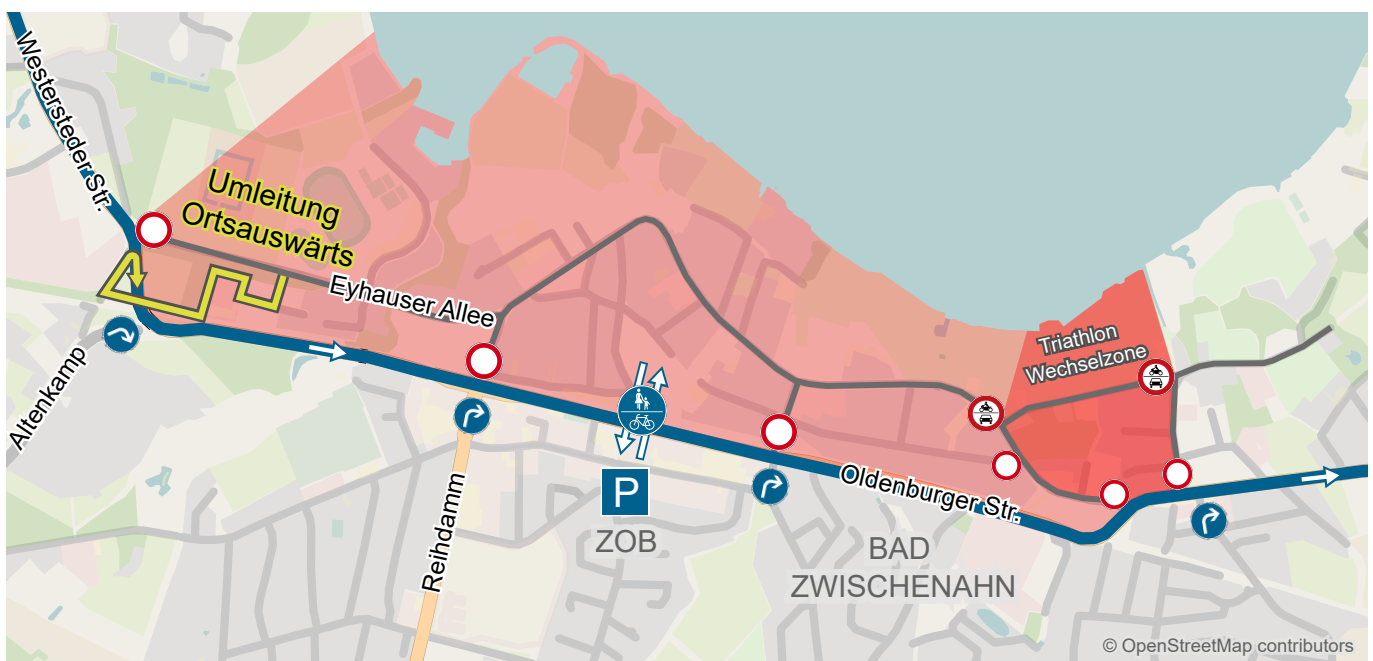 Westersteder Str.
Umleitung
Ortsauswärts
Eyhauser Allee
Triathlon
Wechselzone
Altenkamp
Reihdamm
P
ZOB
Oldenburger Str.
BAD
ZWISCHENAHN
© OpenStreetMap contributors